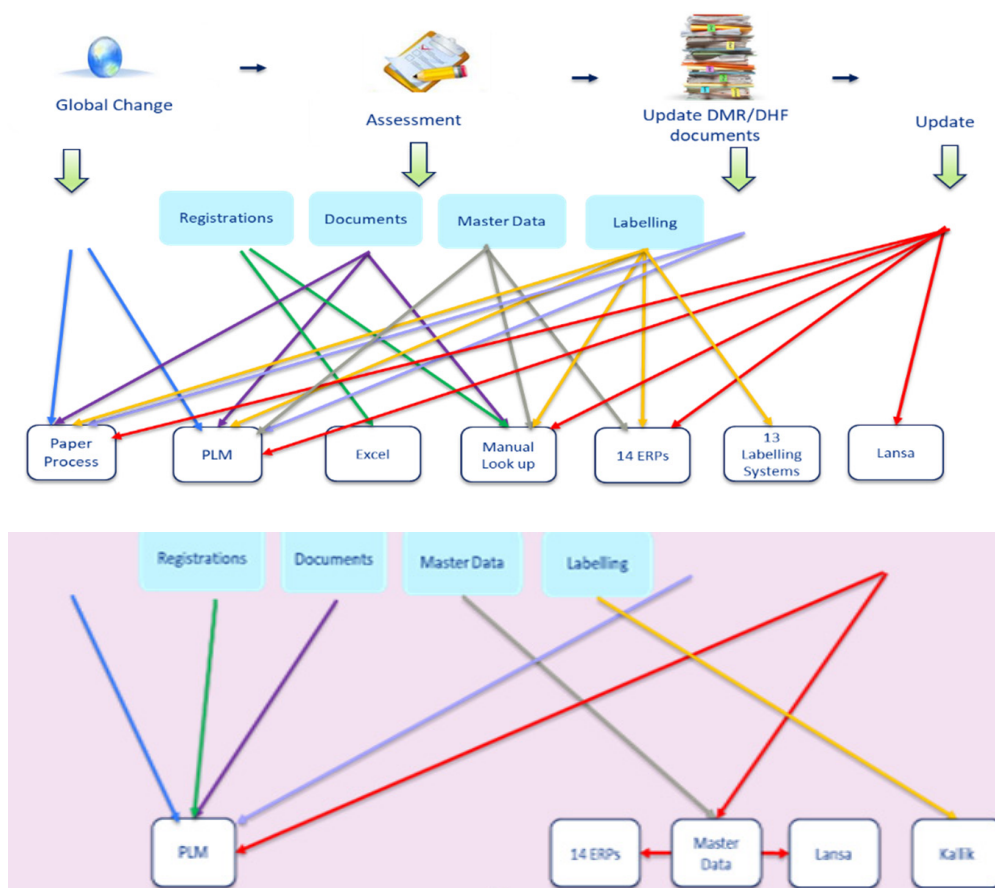 Global Change
Assessment
Update DMR/DHF
documents
Update
Registrations
Documents
Master Data
Labelling
Paper
Process
PLM
Excel
Manual
Look up
14 ERPs
13
Labelling
Systems
Lansa
Registrations
Documents
Master Data
Labelling
PLM
14 ERPs
Master
Data
Lansa
Kallik